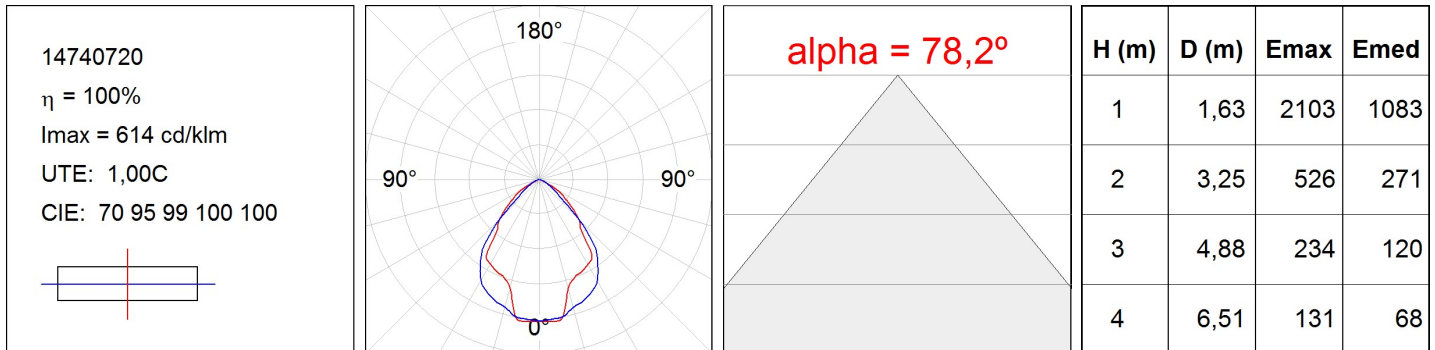 14740720
η = 100%
Imax = 614 cd/klm
UTE: 1,00C
CIE: 70 95 99 100 100
180°
90° 90°
0°
alpha = 78,2º
H (m) D (m) Emax Emed
1 1,63 2103 1083
2 3,25 526 271
3 4,88 234 120
4 6,51 131 68